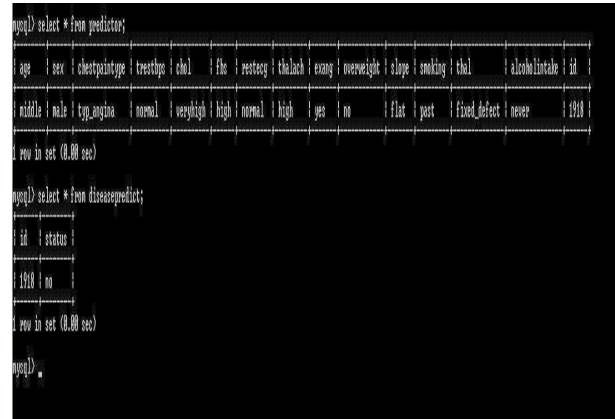 mysql> select * from predictor;
| age | sex | chestpaintype | trestbps | chol | fbs | restecg | thalach | exang | overweight | slope | smoking | thal | alcoholintake | id |
| middle | male | typ_angina | normal | veryhigh | high | normal | high | yes | no | flat | past | fixed_defect | never | 1918 |
1 row in set (0.00 sec)
mysql> select * from diseasepredict;
| id | status |
| 1918 | no |
1 row in set (0.00 sec)
mysql> _